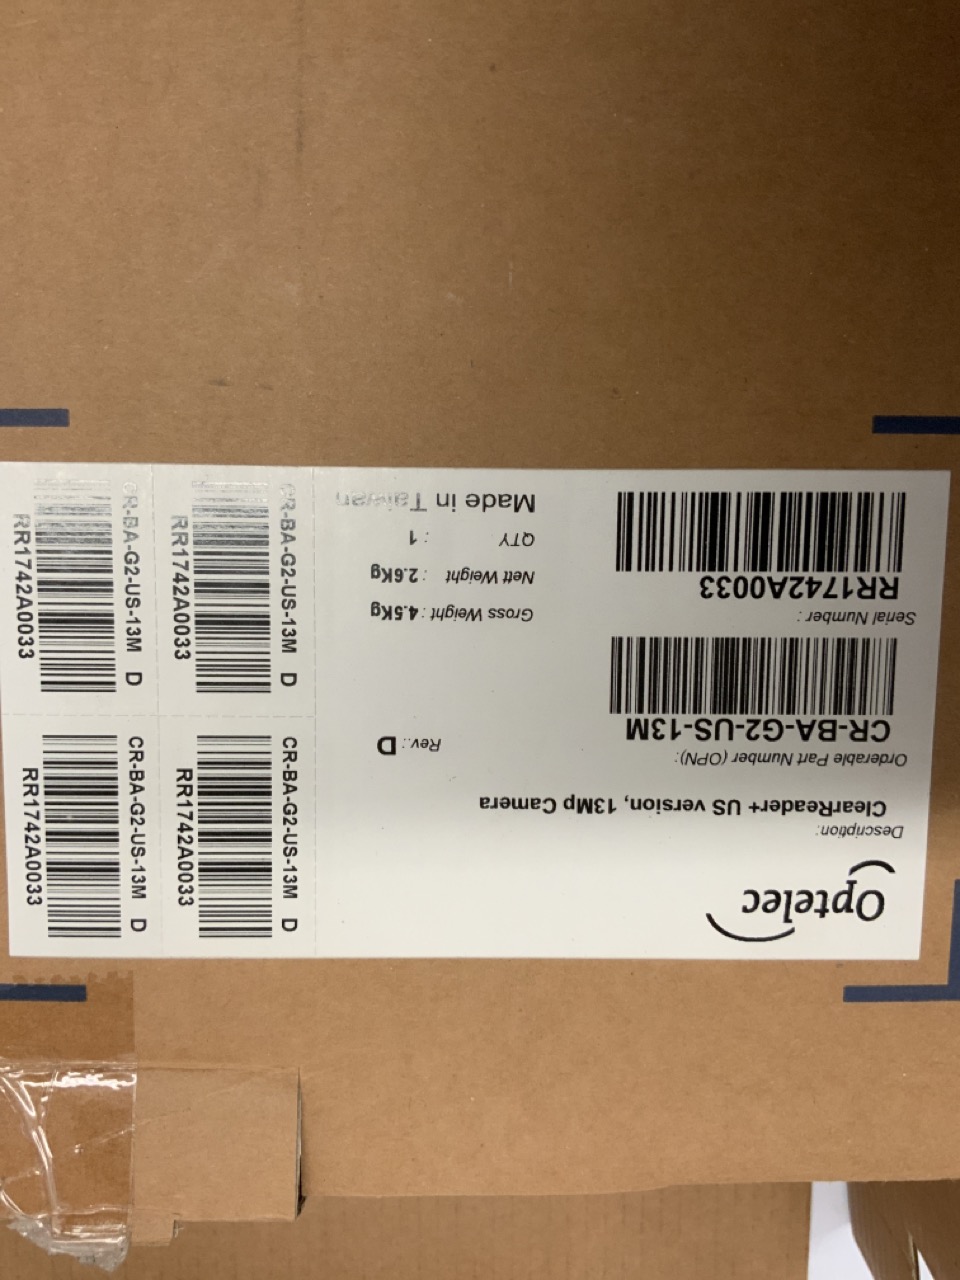 Optelec
Description:
ClearReader+ US version, 13Mp Camera
Orderable Part Number (OPN):
CR-BA-G2-US-13M
Rev.: D
Serial Number :
RR1742A0033
Gross Weight : 4.5Kg
Nett Weight : 2.6Kg
QTY : 1
Made in Taiwan
CR-BA-G2-US-13M D
RR1742A0033
CR-BA-G2-US-13M D
RR1742A0033
CR-BA-G2-US-13M D
RR1742A0033
CR-BA-G2-US-13M D
RR1742A0033